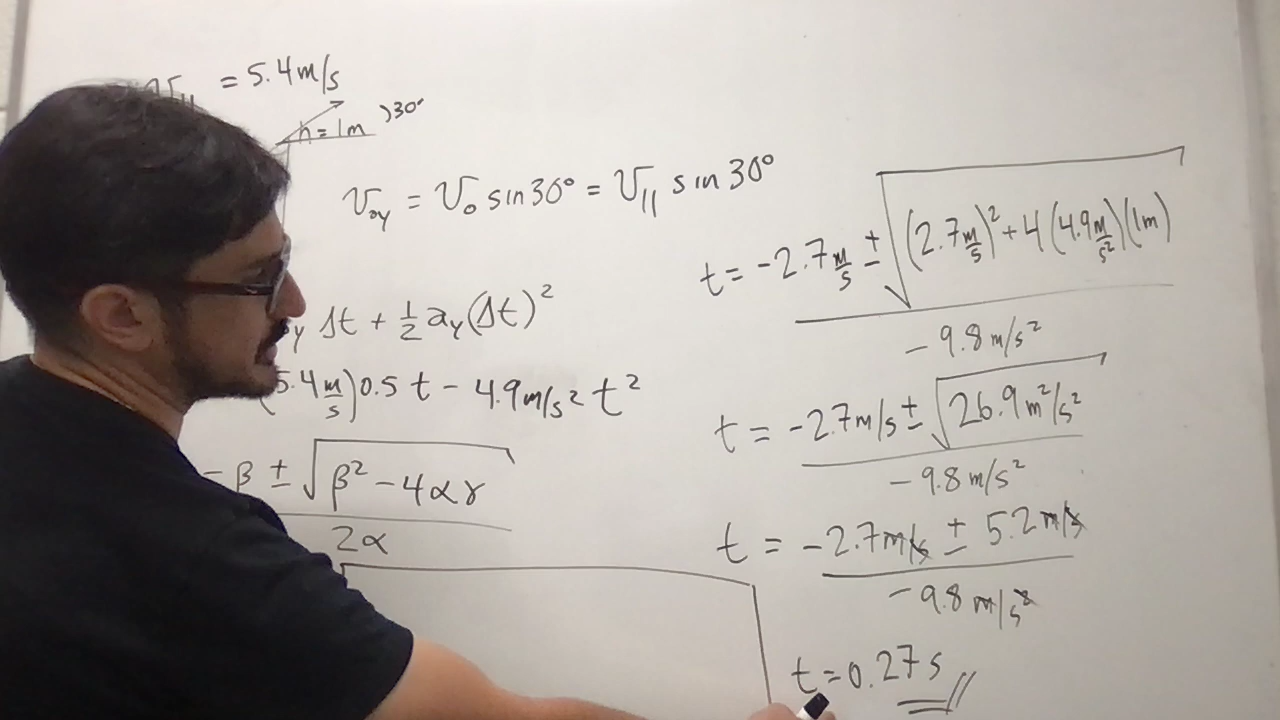 V∥ = 5.4 m/s
h = 1m )30°
V₀y = V₀ sin 30° = V∥ sin 30°
y Δt + ½ ay (Δt)²
(5.4 m/s) 0.5 t − 4.9 m/s² t²
− β ± √(β² − 4αγ)
2α
t = −2.7 m/s ± √((2.7 m/s)² + 4(4.9 m/s²)(1m))
− 9.8 m/s²
t = −2.7 m/s ± √(26.9 m²/s²)
− 9.8 m/s²
t = −2.7 m/s ± 5.2 m/s
− 9.8 m/s²
t = 0.27 s //